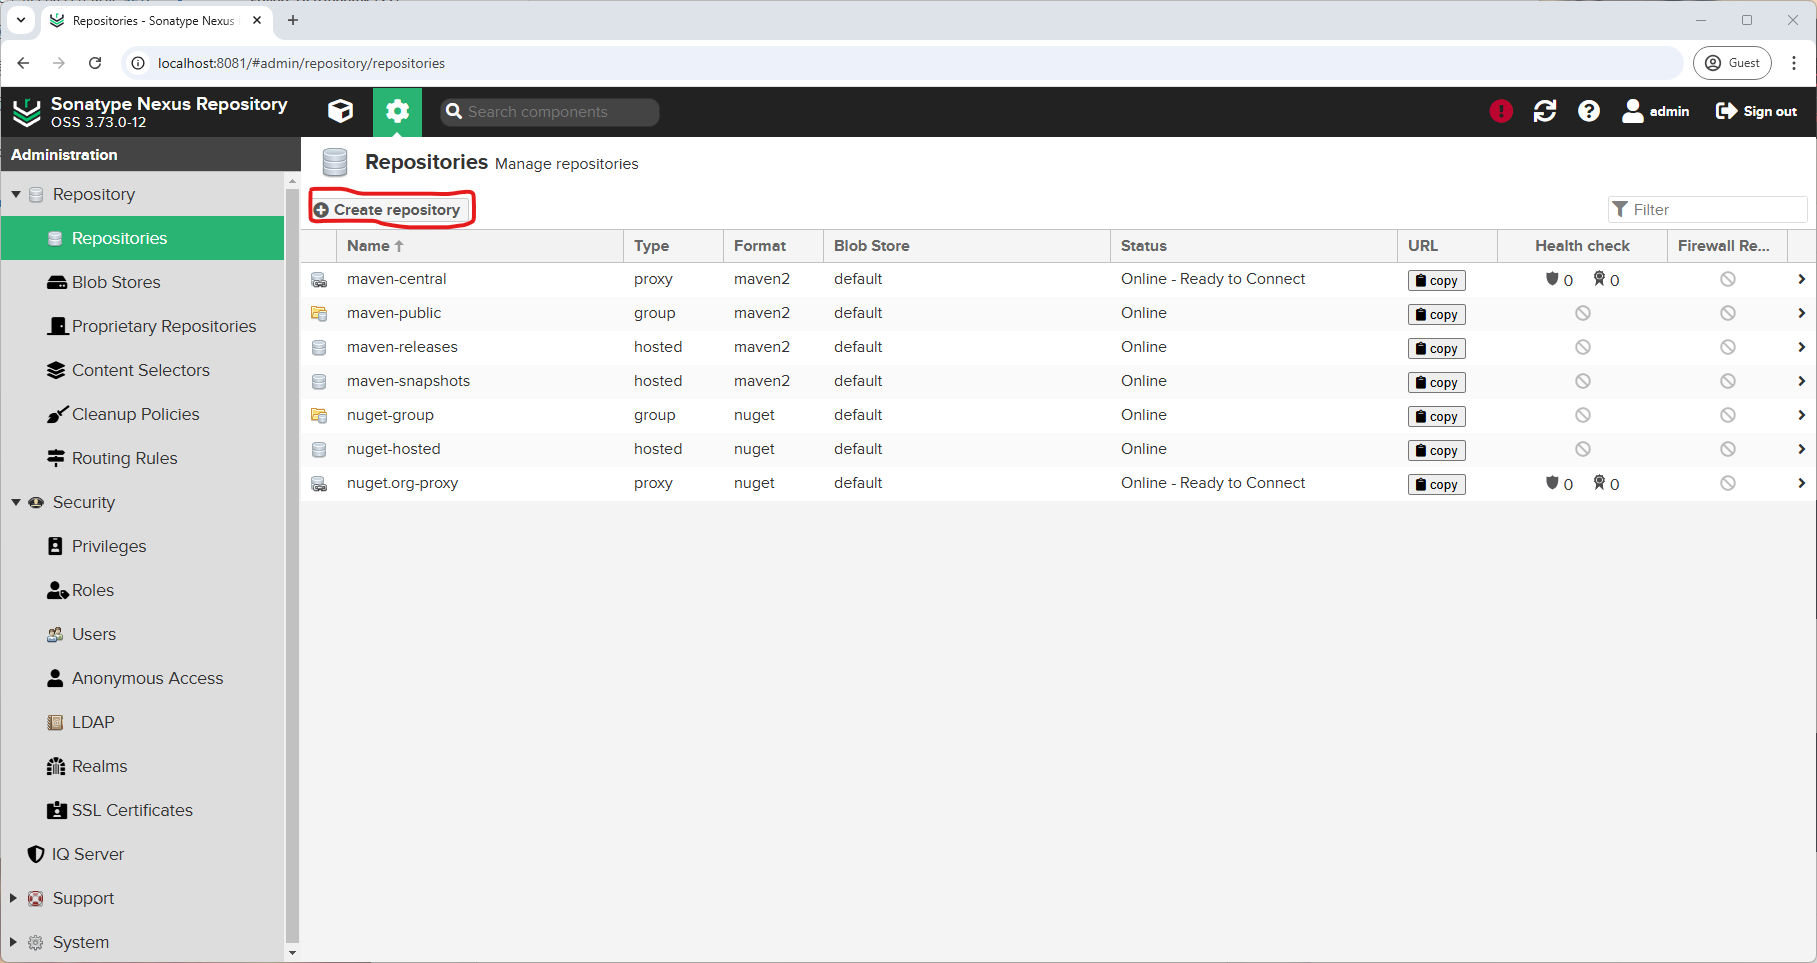 Repositories - Sonatype Nexus
localhost:8081/#admin/repository/repositories
Guest
Sonatype Nexus Repository
OSS 3.73.0-12
Search components
admin
Sign out
Administration
Repository
Repositories
Blob Stores
Proprietary Repositories
Content Selectors
Cleanup Policies
Routing Rules
Security
Privileges
Roles
Users
Anonymous Access
LDAP
Realms
SSL Certificates
IQ Server
Support
System
Repositories Manage repositories
Create repository
Filter
Name Type Format Blob Store Status URL Health check Firewall Re...
maven-central proxy maven2 default Online - Ready to Connect copy 0 0
maven-public group maven2 default Online copy
maven-releases hosted maven2 default Online copy
maven-snapshots hosted maven2 default Online copy
nuget-group group nuget default Online copy
nuget-hosted hosted nuget default Online copy
nuget.org-proxy proxy nuget default Online - Ready to Connect copy 0 0